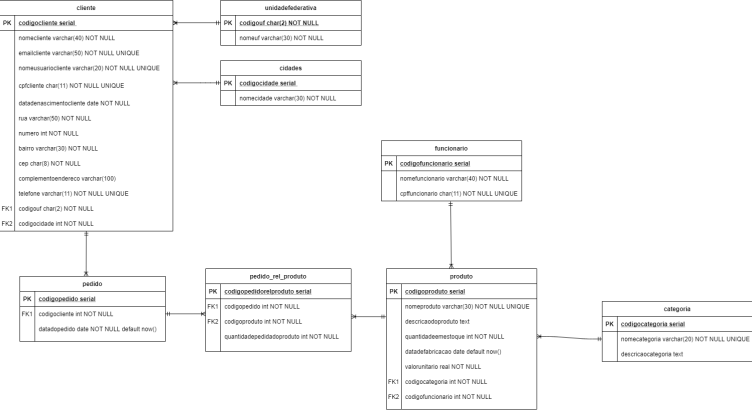 cliente
PK codigocliente serial
nomecliente varchar(40) NOT NULL
emailcliente varchar(50) NOT NULL UNIQUE
nomeusuariocliente varchar(20) NOT NULL UNIQUE
cpfcliente char(11) NOT NULL UNIQUE
datadenascimentocliente date NOT NULL
rua varchar(50) NOT NULL
numero int NOT NULL
bairro varchar(30) NOT NULL
cep char(8) NOT NULL
complementoendereco varchar(100)
telefone varchar(11) NOT NULL UNIQUE
FK1 codigouf char(2) NOT NULL
FK2 codigocidade int NOT NULL
unidadefederativa
PK codigouf char(2) NOT NULL
nomeuf varchar(30) NOT NULL
cidades
PK codigocidade serial
nomecidade varchar(30) NOT NULL
funcionario
PK codigofuncionario serial
nomefuncionario varchar(40) NOT NULL
cpffuncionario char(11) NOT NULL UNIQUE
pedido
PK codigopedido serial
FK1 codigocliente int NOT NULL
datadopedido date NOT NULL default now()
pedido_rel_produto
PK codigopedidorelproduto serial
FK1 codigopedido int NOT NULL
FK2 codigoproduto int NOT NULL
quantidadepedidadoproduto int NOT NULL
produto
PK codigoproduto serial
nomeproduto varchar(30) NOT NULL UNIQUE
descricaodoproduto text
quantidadeemestoque int NOT NULL
datadefabricacao date default now()
valorunitario real NOT NULL
FK1 codigocategoria int NOT NULL
FK2 codigofuncionario int NOT NULL
categoria
PK codigocategoria serial
nomecategoria varchar(20) NOT NULL UNIQUE
descricaocategoria text